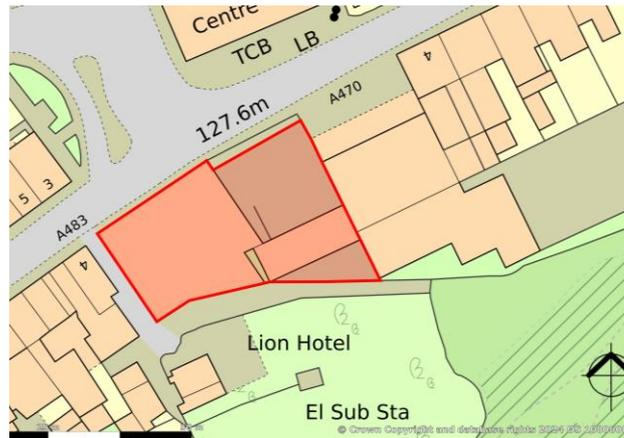 Centre
TCB LB
4
A470
127.6m
5 3
A483
4
Lion Hotel
El Sub Sta
© Crown Copyright and database rights 2024 OS